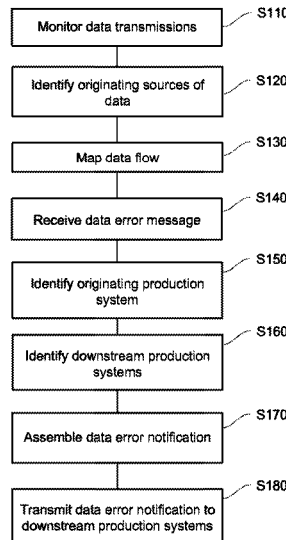 Monitor data transmissions
S110
Identify originating sources of
data
S120
Map data flow
S130
Receive data error message
S140
Identify originating production
system
S150
Identify downstream production
systems
S160
Assemble data error notification
S170
Transmit data error notification to
downstream production systems
S180